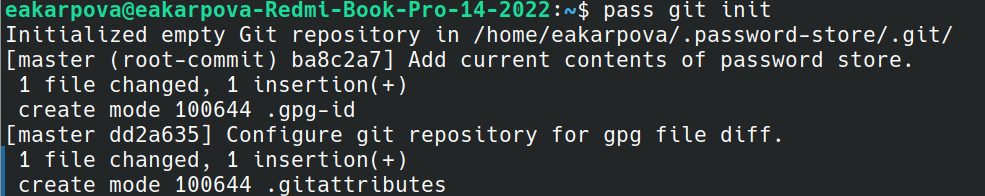 eakarpova@eakarpova-Redmi-Book-Pro-14-2022:~$ pass git init
Initialized empty Git repository in /home/eakarpova/.password-store/.git/
[master (root-commit) ba8c2a7] Add current contents of password store.
 1 file changed, 1 insertion(+)
 create mode 100644 .gpg-id
[master dd2a635] Configure git repository for gpg file diff.
 1 file changed, 1 insertion(+)
 create mode 100644 .gitattributes